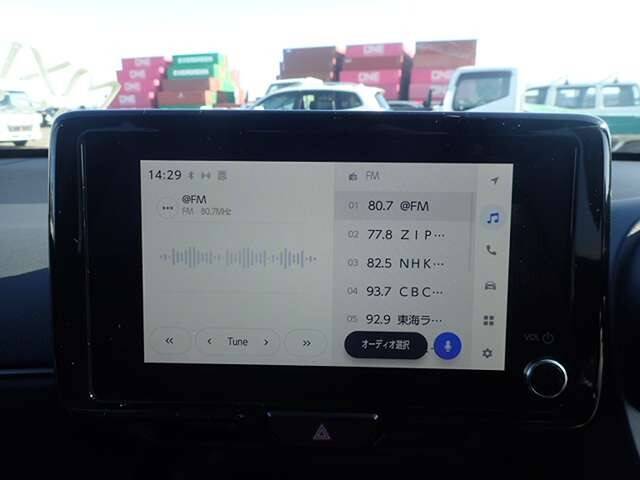 ONE
ONE
ONE
ONE
14:29
@FM
FM 80.7MHz
Tune
FM
01 80.7 @FM
02 77.8 ＺＩＰ…
03 82.5 ＮＨＫ…
04 93.7 ＣＢＣ…
05 92.9 東海ラ…
オーディオ選択
VOL